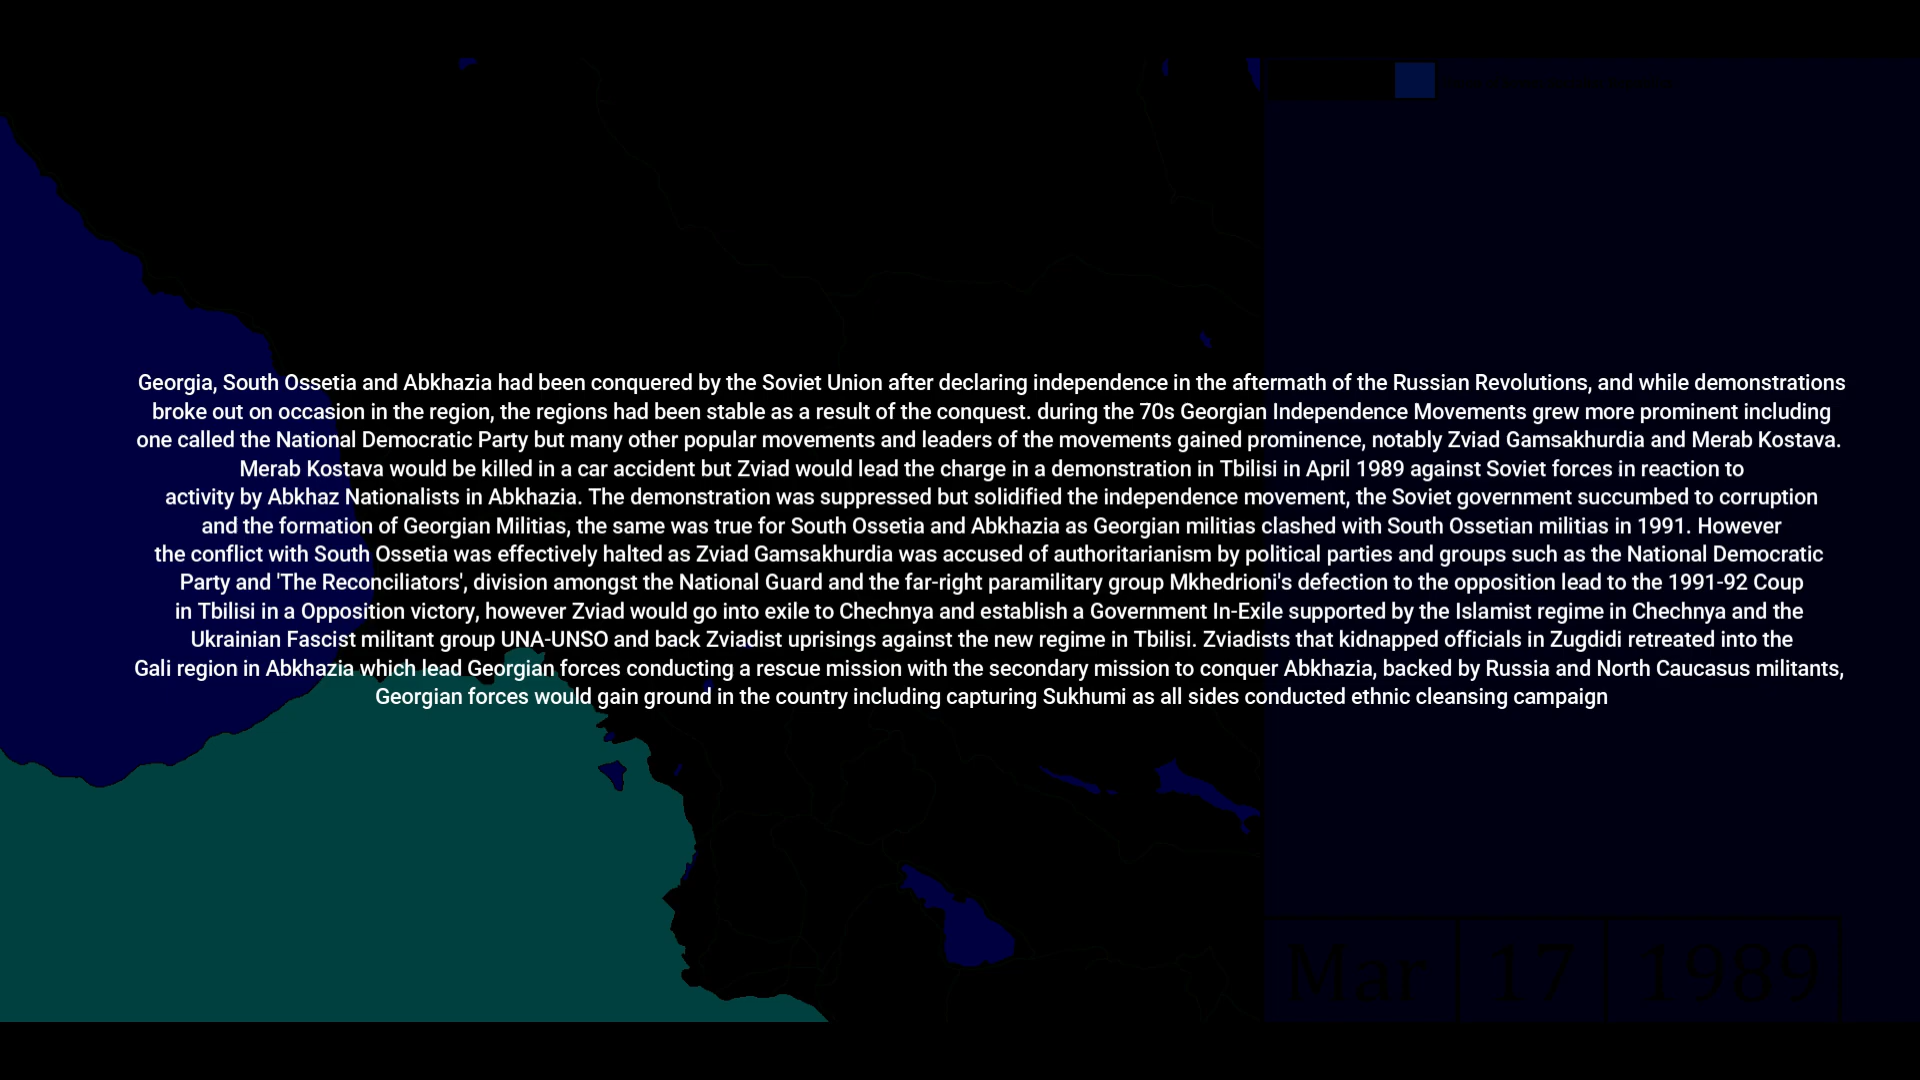 Georgia, South Ossetia and Abkhazia had been conquered by the Soviet Union after declaring independence in the aftermath of the Russian Revolutions, and while demonstrations
broke out on occasion in the region, the regions had been stable as a result of the conquest. during the 70s Georgian Independence Movements grew more prominent including
one called the National Democratic Party but many other popular movements and leaders of the movements gained prominence, notably Zviad Gamsakhurdia and Merab Kostava.
Merab Kostava would be killed in a car accident but Zviad would lead the charge in a demonstration in Tbilisi in April 1989 against Soviet forces in reaction to
activity by Abkhaz Nationalists in Abkhazia. The demonstration was suppressed but solidified the independence movement, the Soviet government succumbed to corruption
and the formation of Georgian Militias, the same was true for South Ossetia and Abkhazia as Georgian militias clashed with South Ossetian militias in 1991. However
the conflict with South Ossetia was effectively halted as Zviad Gamsakhurdia was accused of authoritarianism by political parties and groups such as the National Democratic
Party and 'The Reconciliators', division amongst the National Guard and the far-right paramilitary group Mkhedrioni's defection to the opposition lead to the 1991-92 Coup
in Tbilisi in a Opposition victory, however Zviad would go into exile to Chechnya and establish a Government In-Exile supported by the Islamist regime in Chechnya and the
Ukrainian Fascist militant group UNA-UNSO and back Zviadist uprisings against the new regime in Tbilisi. Zviadists that kidnapped officials in Zugdidi retreated into the
Gali region in Abkhazia which lead Georgian forces conducting a rescue mission with the secondary mission to conquer Abkhazia, backed by Russia and North Caucasus militants,
Georgian forces would gain ground in the country including capturing Sukhumi as all sides conducted ethnic cleansing campaign
Mar 17 1989